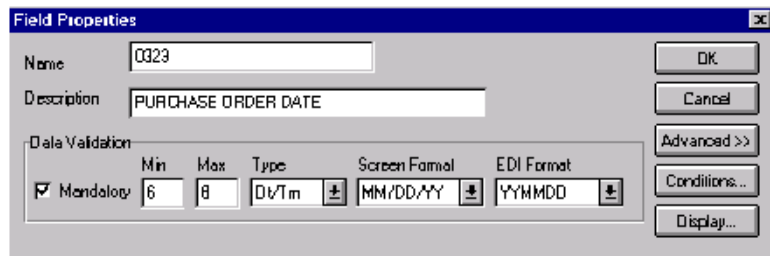 Field Properties
Name 0323 OK
Description PURCHASE ORDER DATE Cancel
Data Validation Advanced >>
Min Max Type Screen Format EDI Format
Mandatory 6 8 Dt/Tm MM/DD/YY YYMMDD Conditions...
Display...